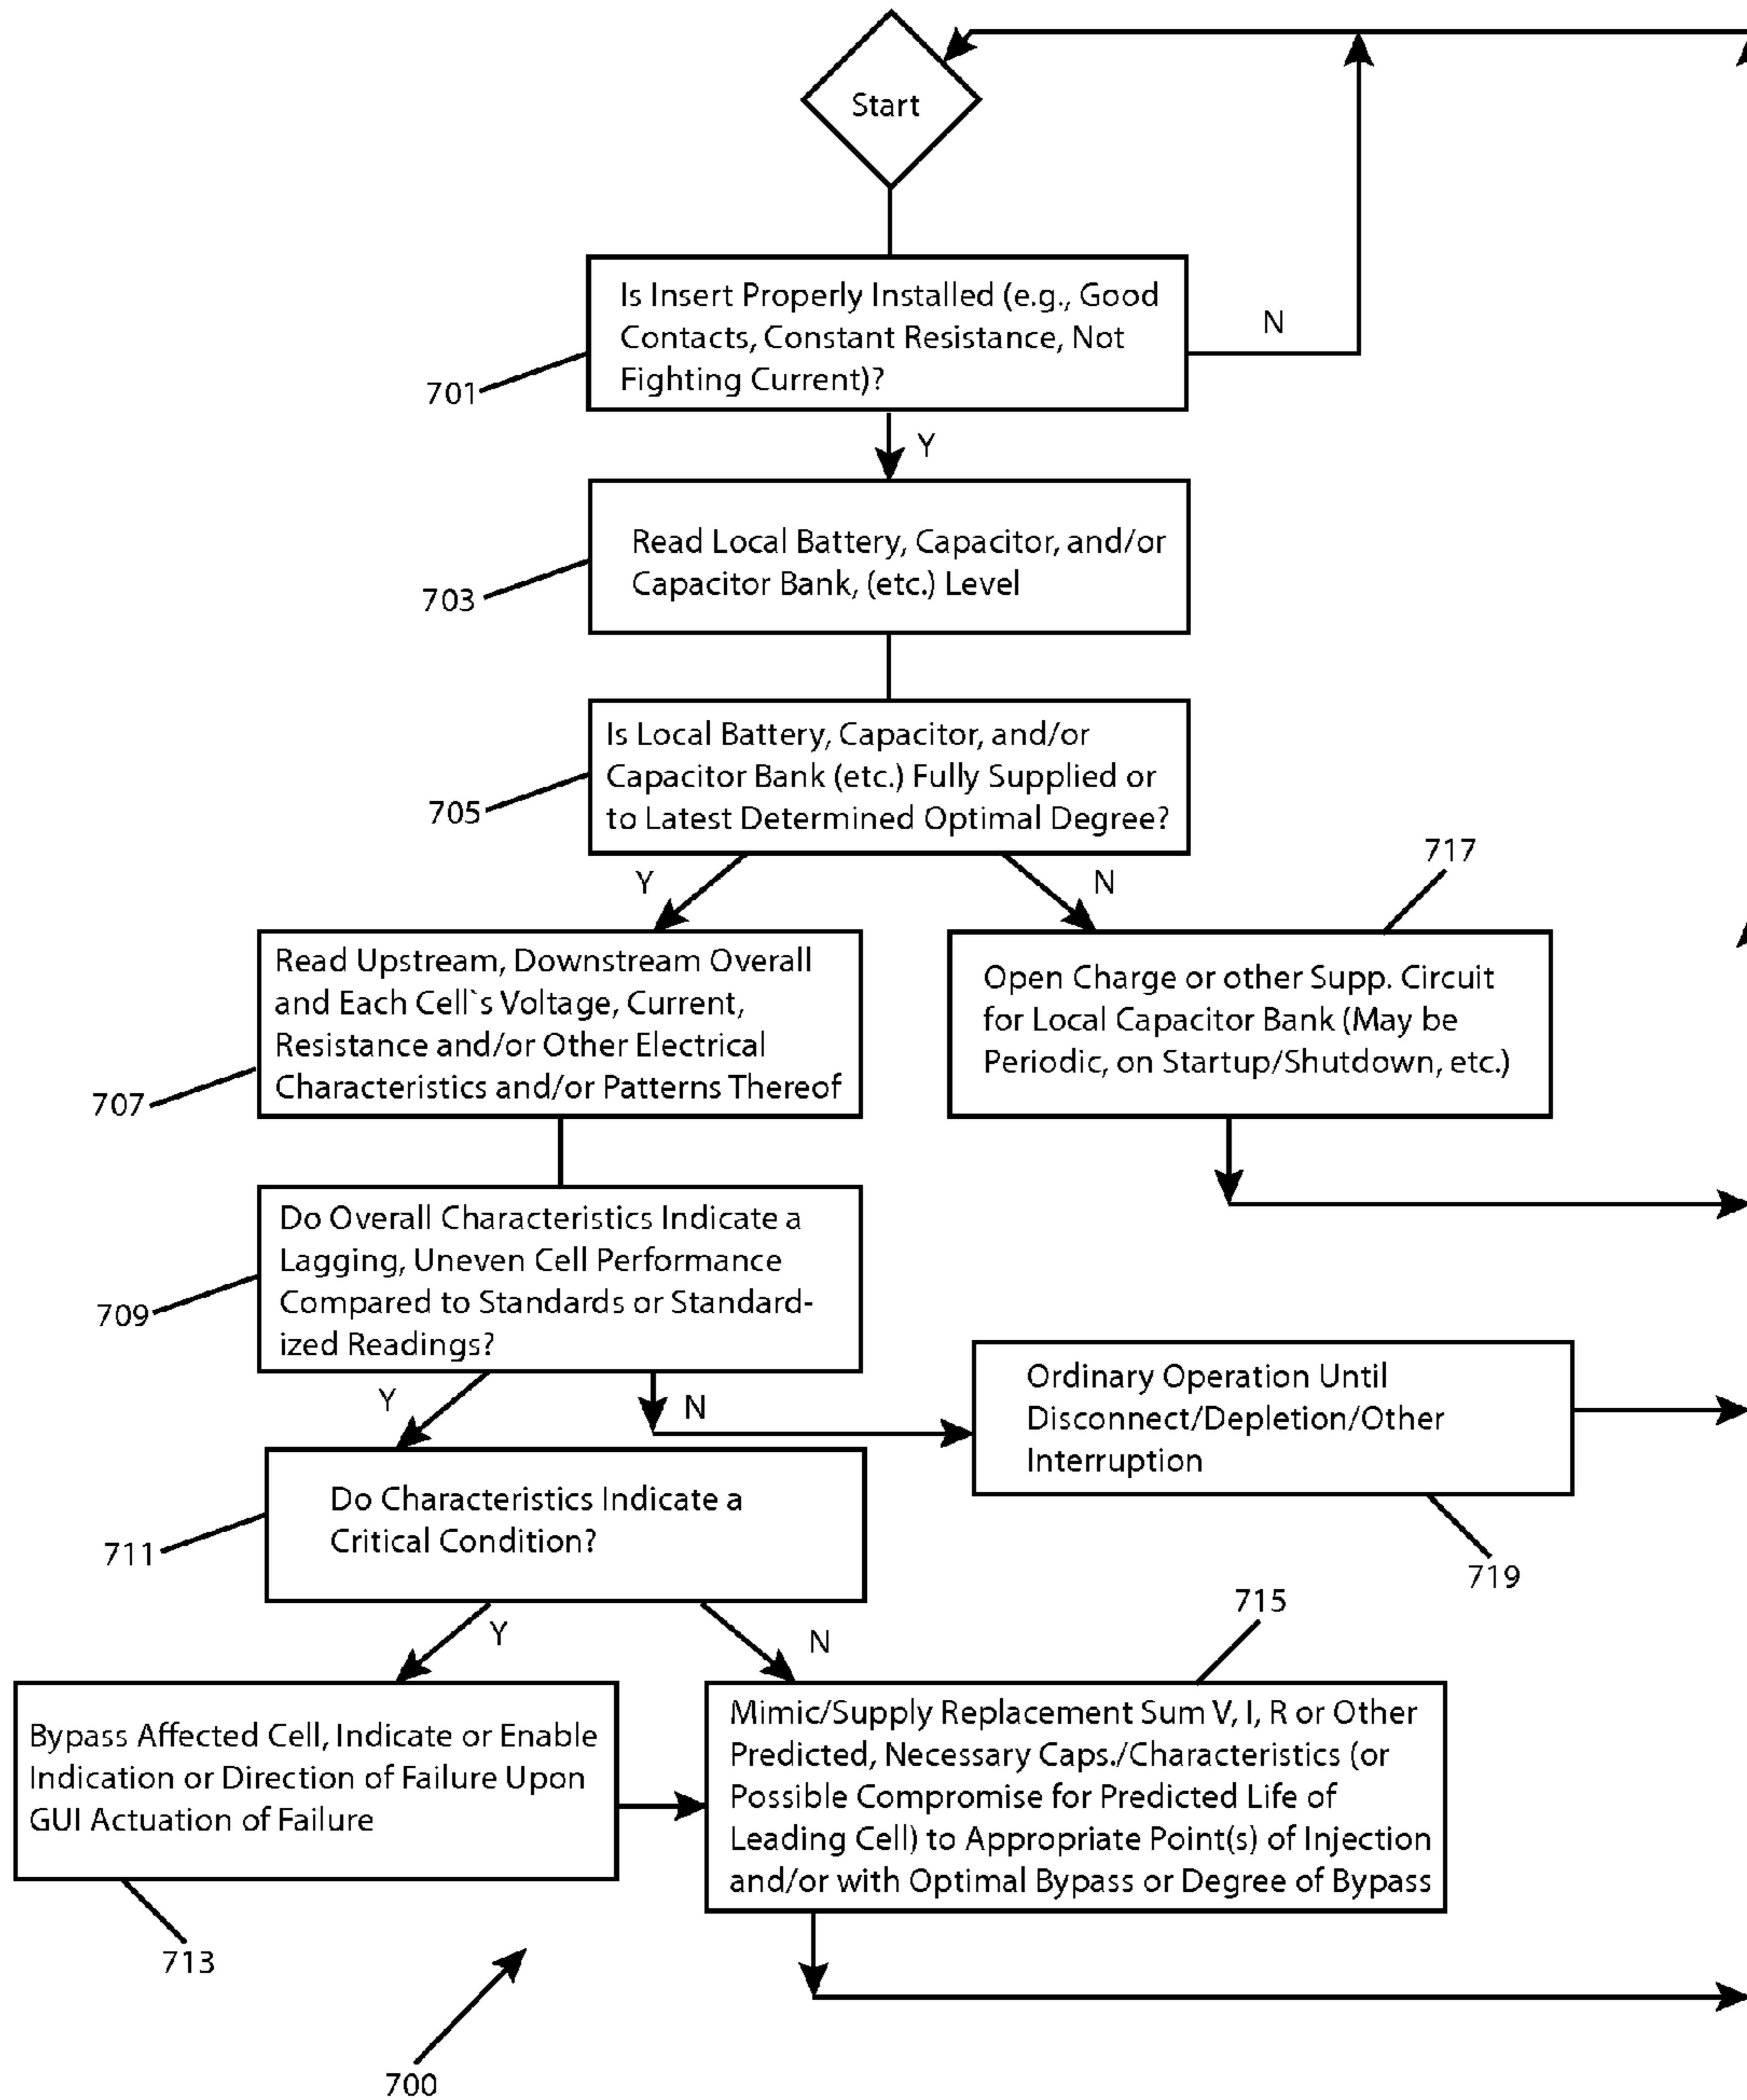 Start
Is Insert Properly Installed (e.g., Good
Contacts, Constant Resistance, Not
Fighting Current)?
N
701
Y
Read Local Battery, Capacitor, and/or
Capacitor Bank, (etc.) Level
703
Is Local Battery, Capacitor, and/or
Capacitor Bank (etc.) Fully Supplied or
to Latest Determined Optimal Degree?
705
717
Y
N
Read Upstream, Downstream Overall
and Each Cell`s Voltage, Current,
Resistance and/or Other Electrical
Characteristics and/or Patterns Thereof
707
Open Charge or other Supp. Circuit
for Local Capacitor Bank (May be
Periodic, on Startup/Shutdown, etc.)
Do Overall Characteristics Indicate a
Lagging, Uneven Cell Performance
Compared to Standards or Standard-
ized Readings?
709
Y
N
Ordinary Operation Until
Disconnect/Depletion/Other
Interruption
719
Do Characteristics Indicate a
Critical Condition?
711
715
Y
N
Bypass Affected Cell, Indicate or Enable
Indication or Direction of Failure Upon
GUI Actuation of Failure
713
Mimic/Supply Replacement Sum V, I, R or Other
Predicted, Necessary Caps./Characteristics (or
Possible Compromise for Predicted Life of
Leading Cell) to Appropriate Point(s) of Injection
and/or with Optimal Bypass or Degree of Bypass
700